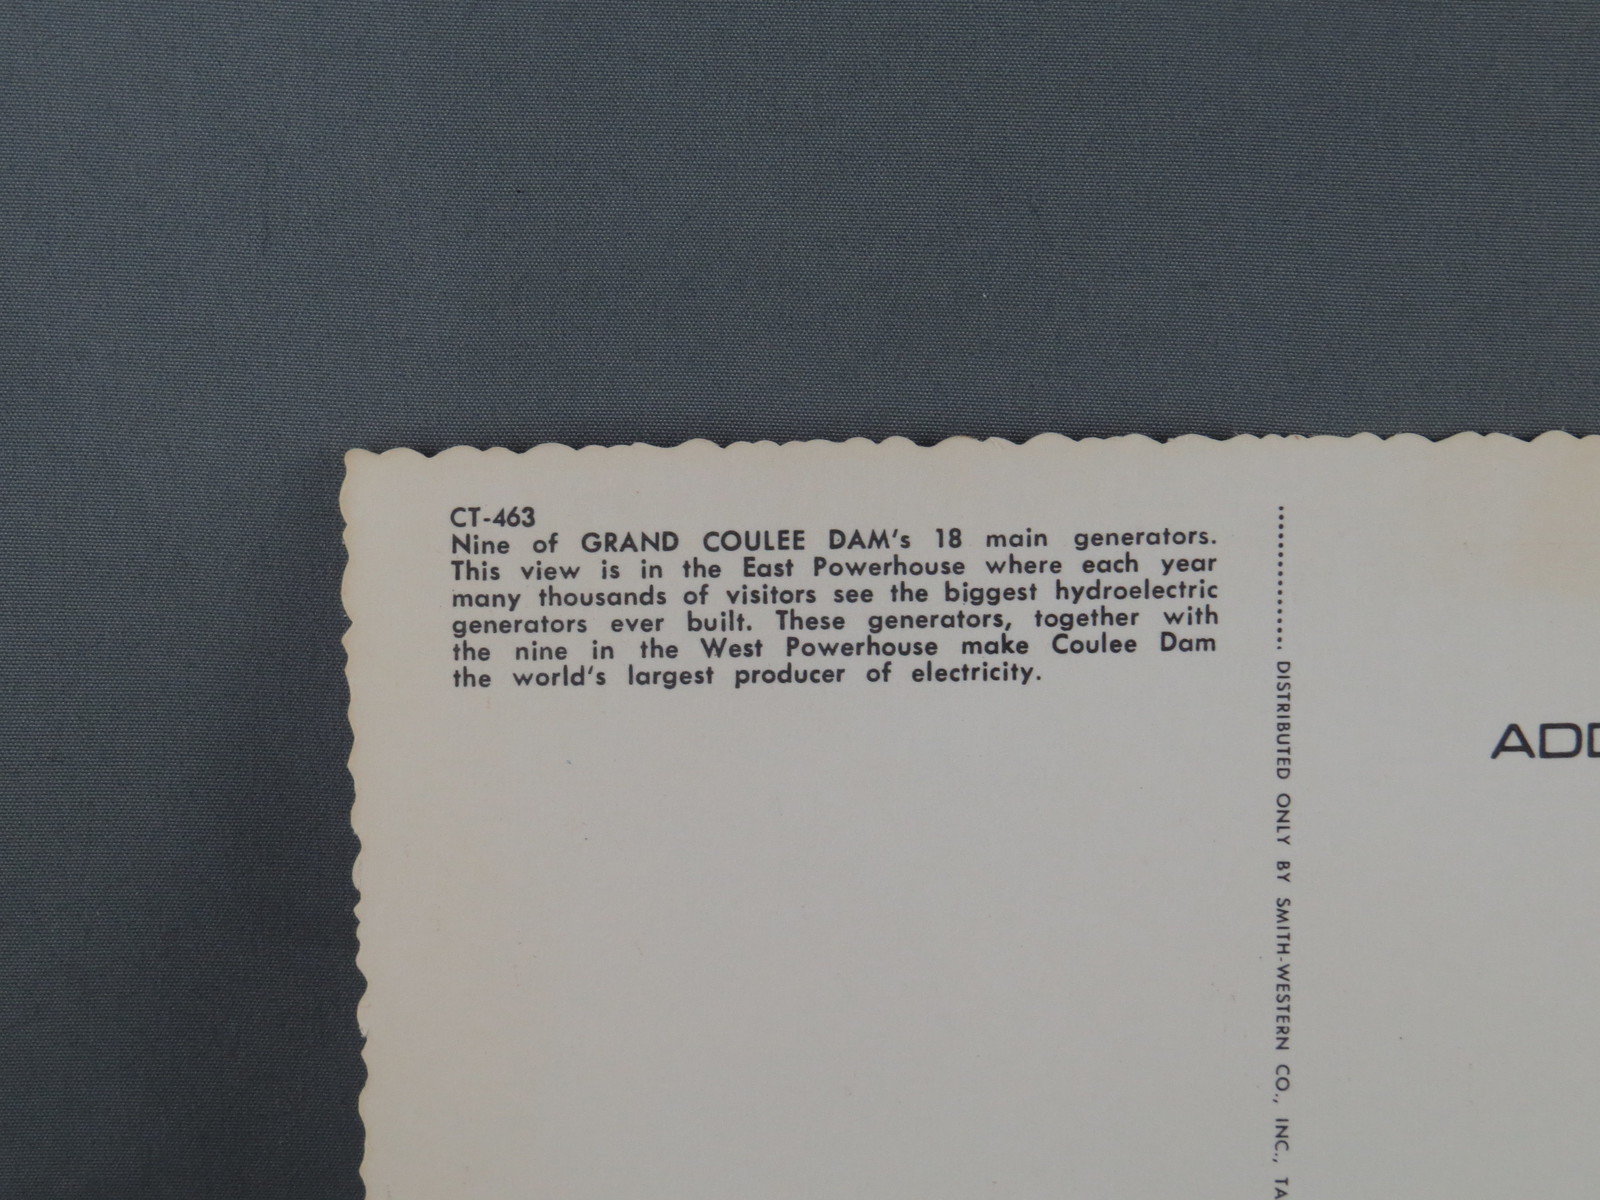 CT-463
Nine of GRAND COULEE DAM's 18 main generators.
This view is in the East Powerhouse where each year
many thousands of visitors see the biggest hydroelectric
generators ever built. These generators, together with
the nine in the West Powerhouse make Coulee Dam
the world's largest producer of electricity.
DISTRIBUTED ONLY BY SMITH-WESTERN CO., INC., TA
ADD